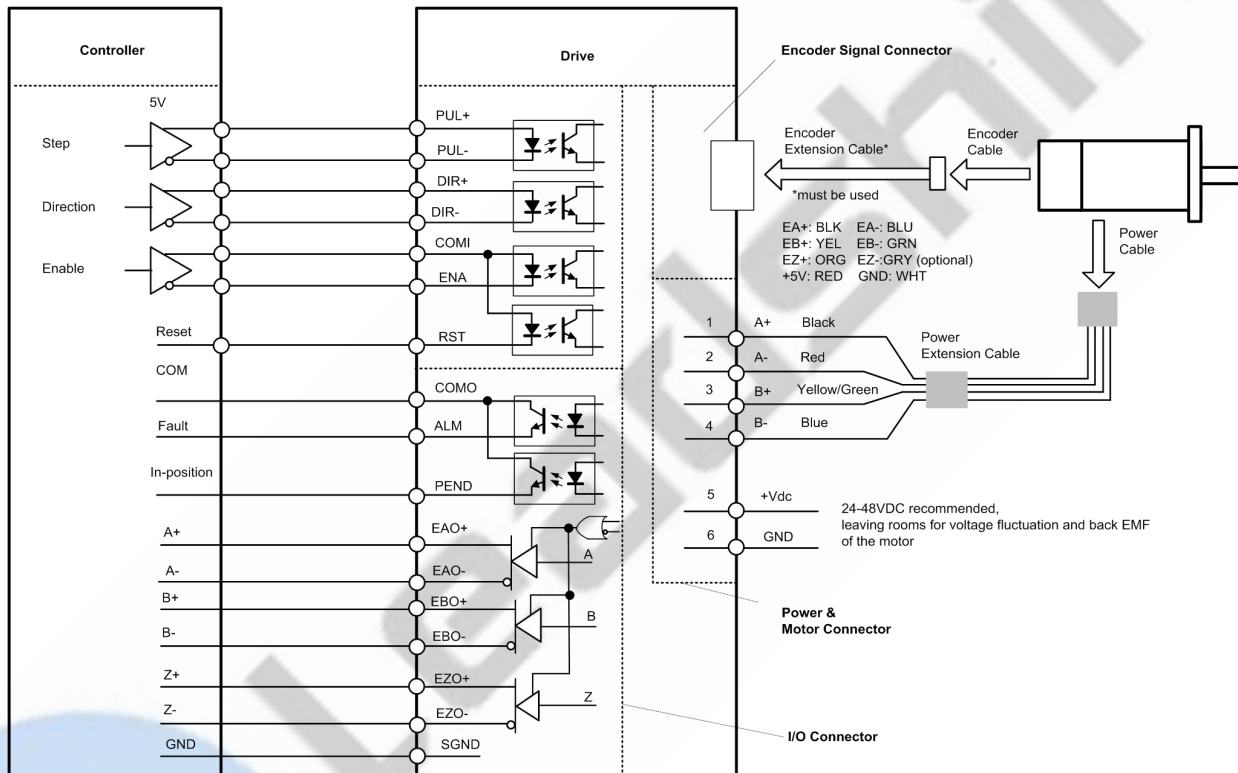 Controller
Drive
Encoder Signal Connector
5V
Step
Direction
Enable
Reset
COM
Fault
In-position
A+
A-
B+
B-
Z+
Z-
GND
PUL+
PUL-
DIR+
DIR-
COMI
ENA
RST
COMO
ALM
PEND
EAO+
EAO-
EBO+
EBO-
EZO+
EZO-
SGND
A
B
Z
Encoder
Extension Cable*
Encoder
Cable
*must be used
EA+: BLK EA-: BLU
EB+: YEL EB-: GRN
EZ+: ORG EZ-:GRY (optional)
+5V: RED GND: WHT
Power
Cable
1 A+ Black
2 A- Red
3 B+ Yellow/Green
4 B- Blue
Power
Extension Cable
5 +Vdc
6 GND
24-48VDC recommended,
leaving rooms for voltage fluctuation and back EMF
of the motor
Power &
Motor Connector
I/O Connector
Leadshi